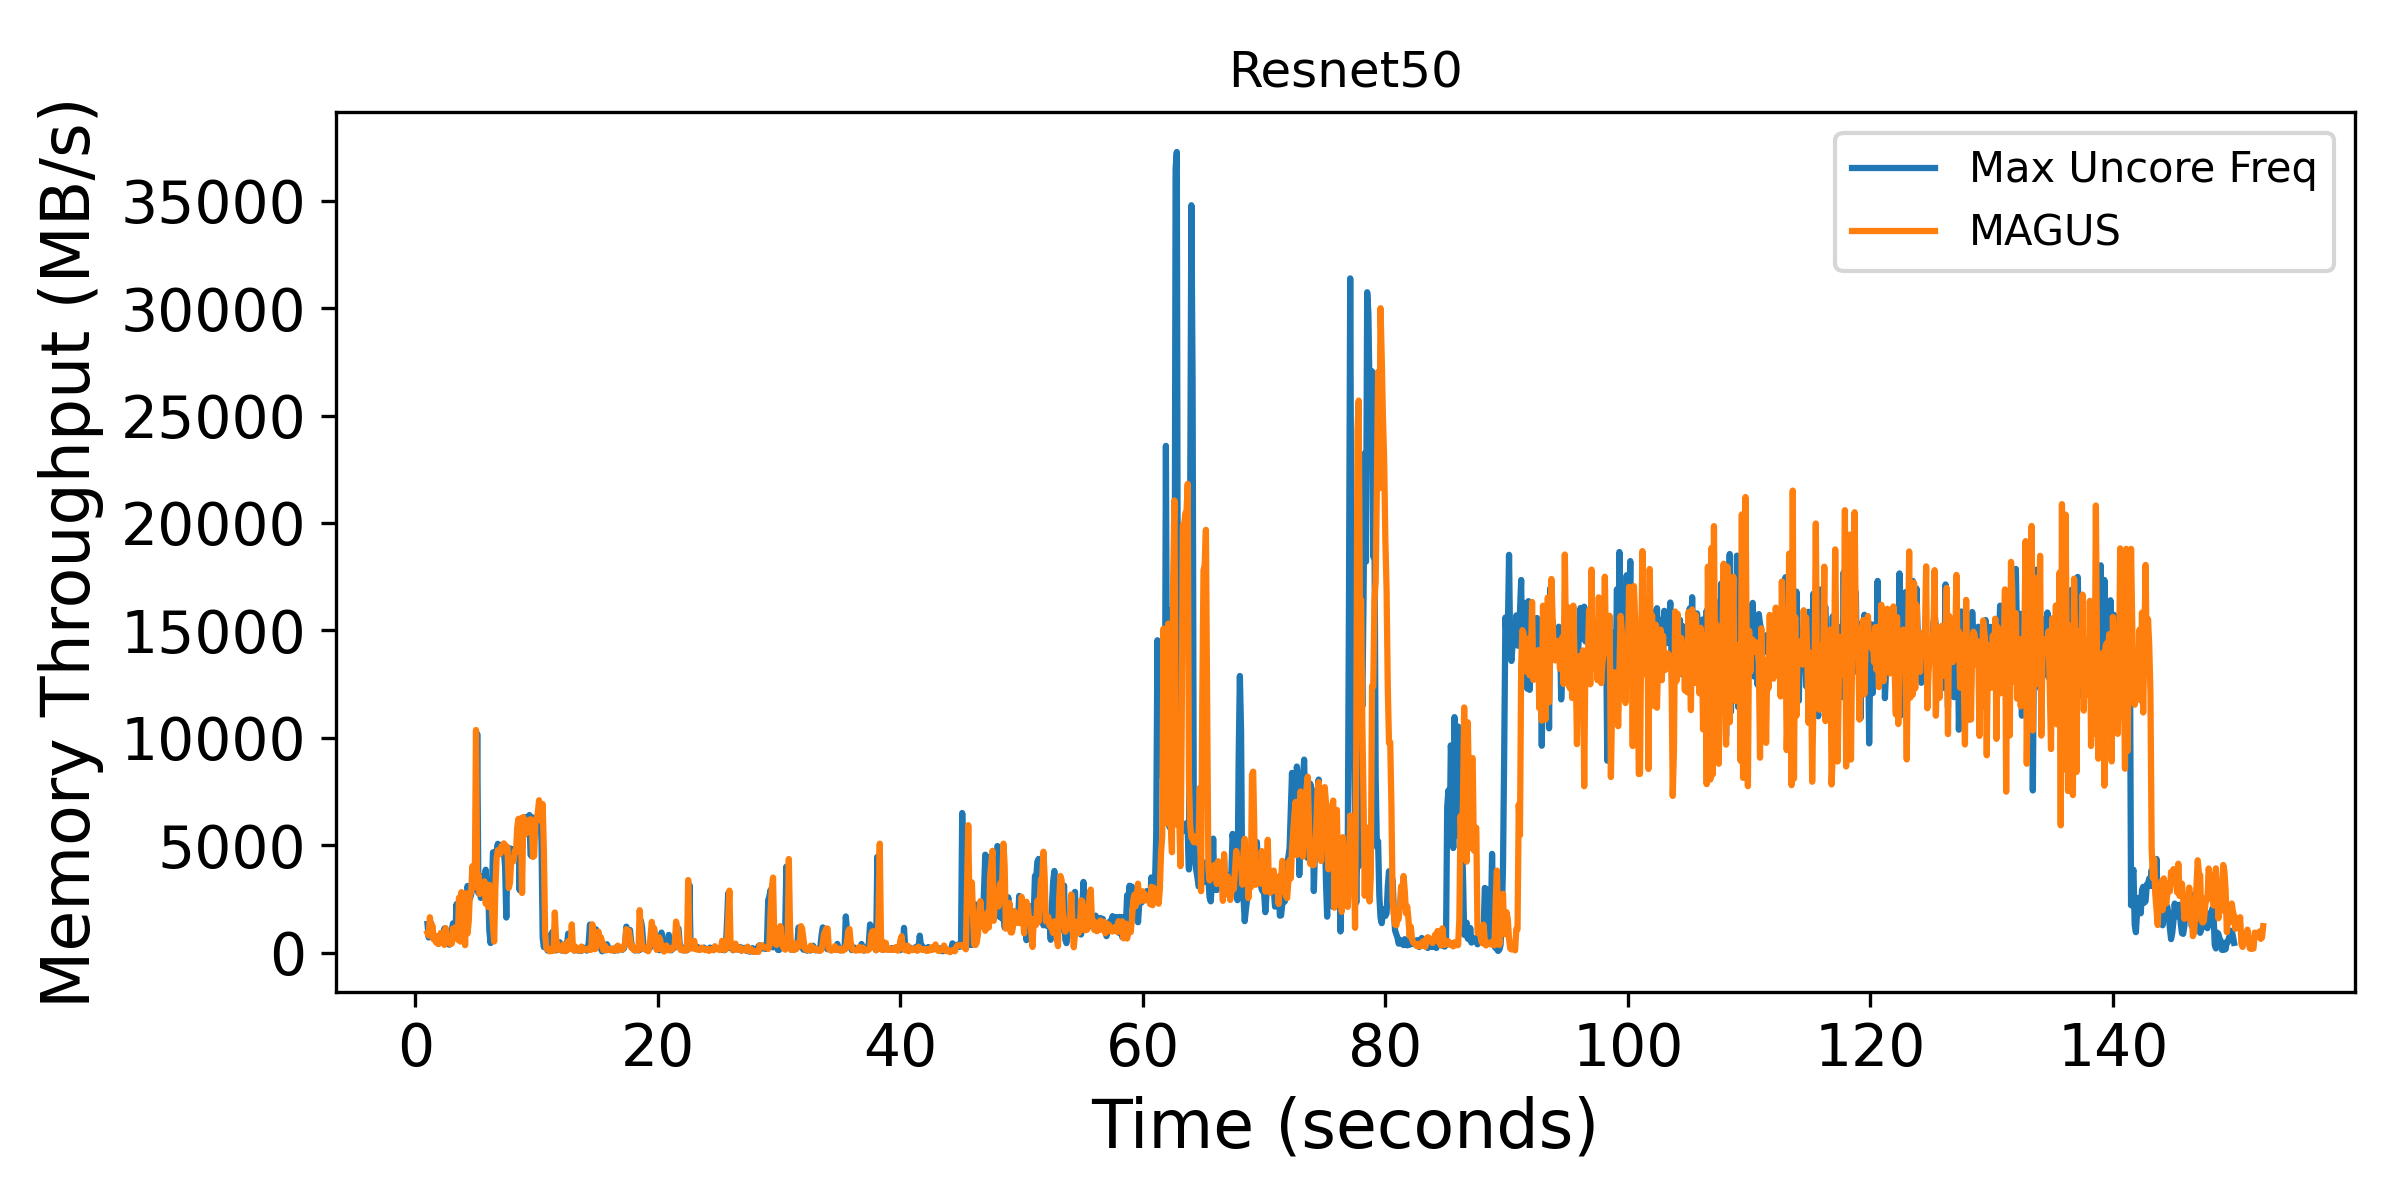 Resnet50
Max Uncore Freq
MAGUS
Memory Throughput (MB/s)
35000
30000
25000
20000
15000
10000
5000
0
0 20 40 60 80 100 120 140
Time (seconds)